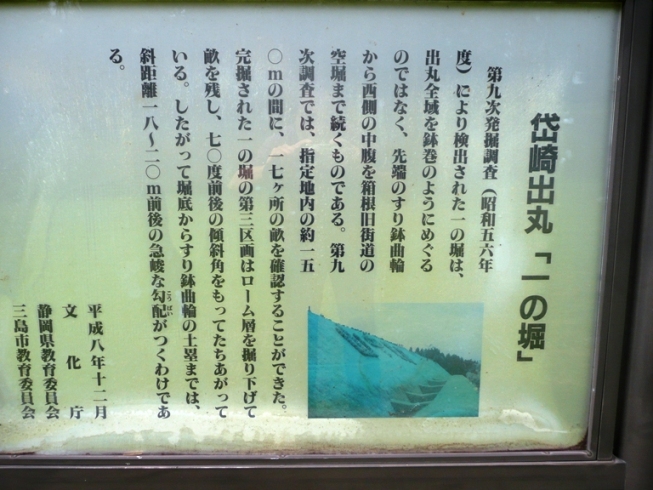 岱崎出丸「一の堀」
第九次発掘調査（昭和五六年
度）により検出された一の堀は、
出丸全域を鉢巻のようにめぐる
のではなく、先端のすり鉢曲輪
から西側の中腹を箱根旧街道の
空堀まで続くものである。第九
次調査では、指定地内の約一五
〇mの間に、一七ヶ所の畝を確認することができた。
完掘された一の堀の第三区画はローム層を掘り下げて
畝を残し、七〇度前後の傾斜角をもってたちあがって
いる。したがって堀底からすり鉢曲輪の土塁までは、
斜距離一八～二〇m前後の急峻な勾配がつくわけであ
こうばい
る。
平成八年十二月
文化庁
静岡県教育委員会
三島市教育委員会